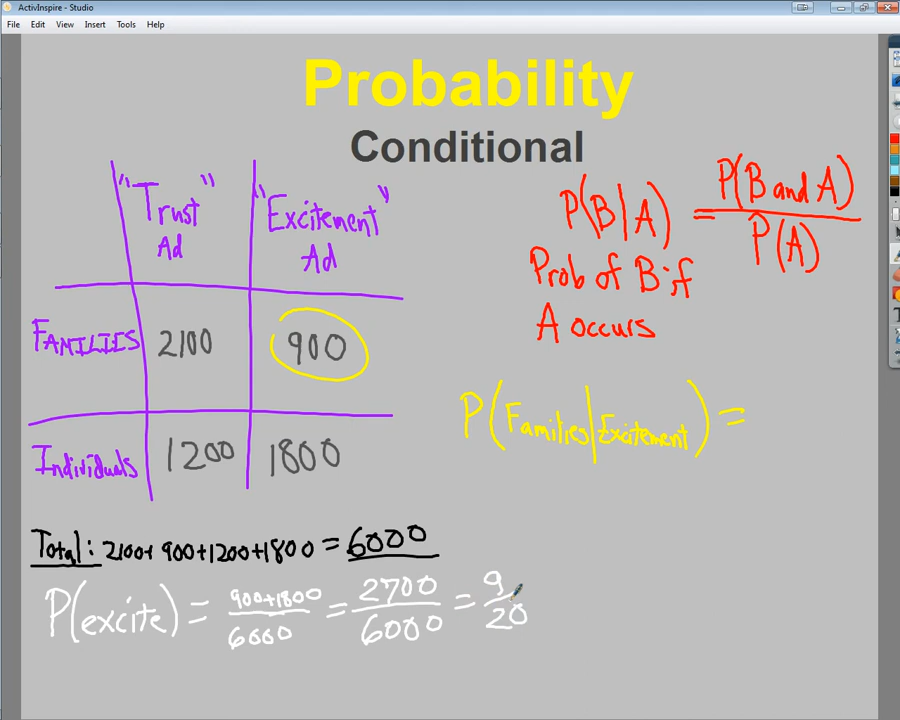 ActivInspire - Studio
File Edit View Insert Tools Help
Probability
Conditional
"Trust" Ad
"Excitement" Ad
FAMILIES 2100 900
Individuals 1200 1800
P(B|A) = P(B and A) / P(A)
Prob of B if
A occurs
P(Families|Excitement) =
Total: 2100+900+1200+1800 = 6000
P(excite) = 900+1800 / 6000 = 2700 / 6000 = 9 / 20